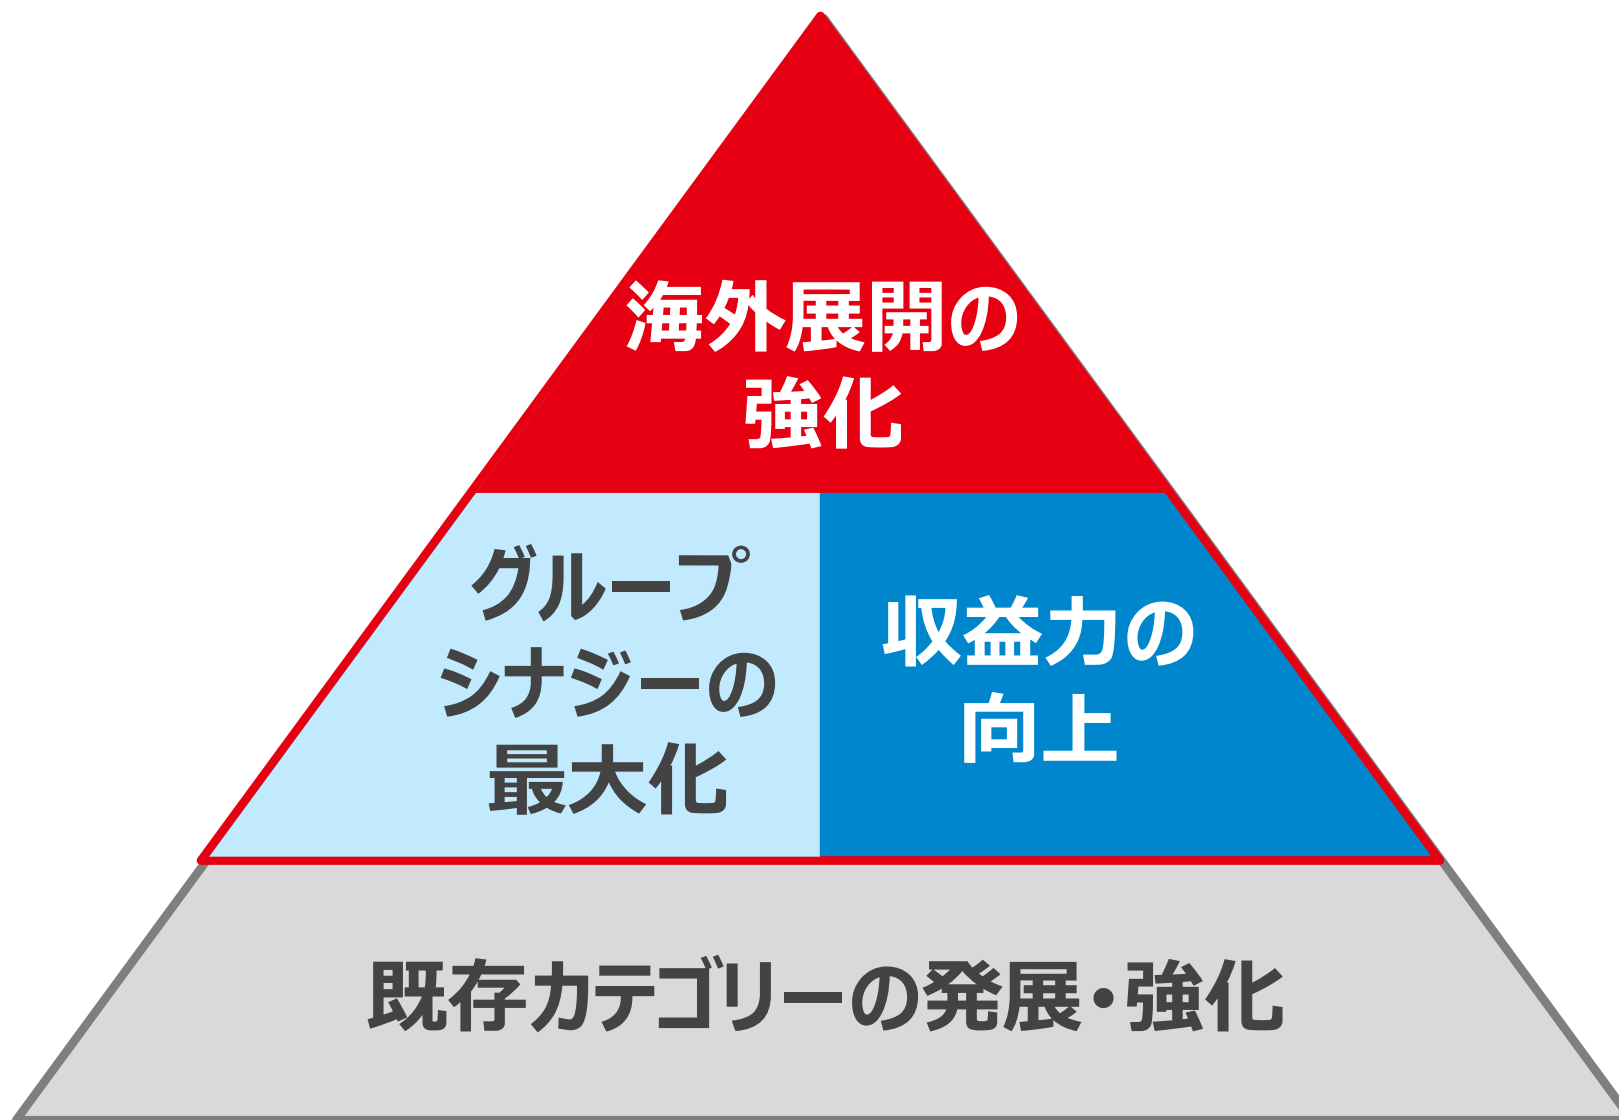 海外展開の
強化
グループ
シナジーの
最大化
収益力の
向上
既存カテゴリーの発展・強化